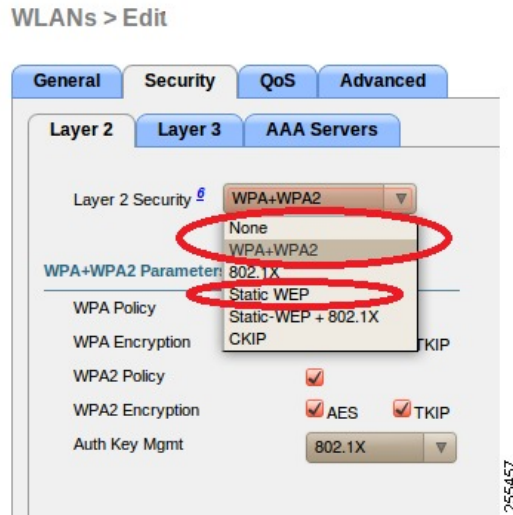 WLANs > Edit
General Security QoS Advanced
Layer 2 Layer 3 AAA Servers
Layer 2 Security 6 WPA+WPA2
None
WPA+WPA2
802.1X
Static WEP
Static-WEP + 802.1X
CKIP
WPA+WPA2 Parameters
WPA Policy
WPA Encryption TKIP
WPA2 Policy
WPA2 Encryption AES TKIP
Auth Key Mgmt 802.1X
255457